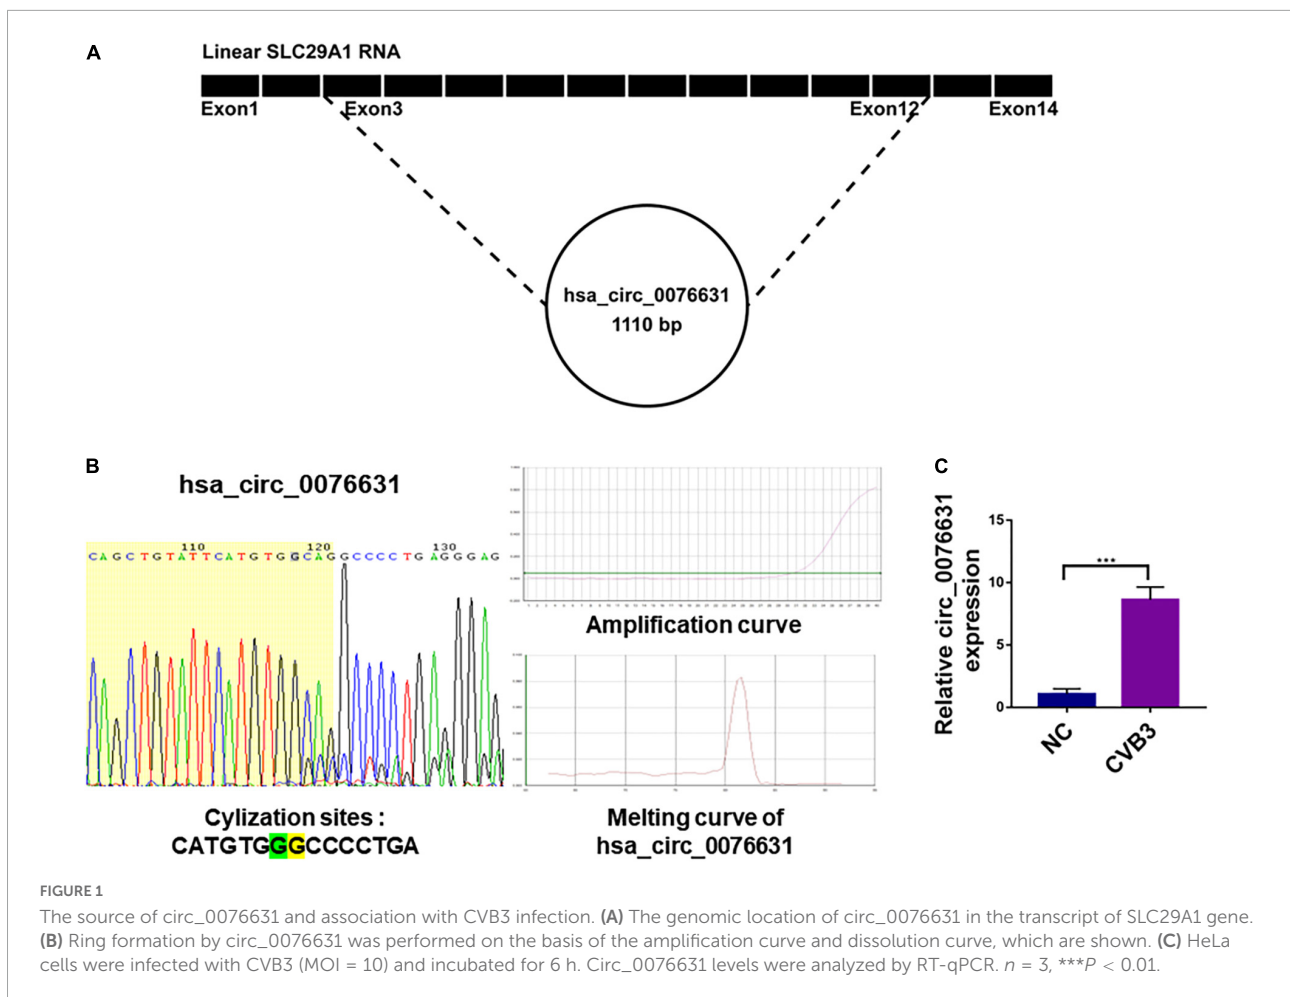 A
Linear SLC29A1 RNA
Exon1
Exon3
Exon12
Exon14
hsa_circ_0076631
1110 bp
B
hsa_circ_0076631
110
120
130
CAGCTGTATTCATGTGGCAGGCCCCTGAGGGAG
Cylization sites :
CATGTGGGCCCCTGA
Amplification curve
Melting curve of
hsa_circ_0076631
C
Relative circ_0076631
expression
15
10
5
0
***
NC
CVB3
FIGURE 1
The source of circ_0076631 and association with CVB3 infection. (A) The genomic location of circ_0076631 in the transcript of SLC29A1 gene.
(B) Ring formation by circ_0076631 was performed on the basis of the amplification curve and dissolution curve, which are shown. (C) HeLa
cells were infected with CVB3 (MOI = 10) and incubated for 6 h. Circ_0076631 levels were analyzed by RT-qPCR. n = 3, ***P < 0.01.